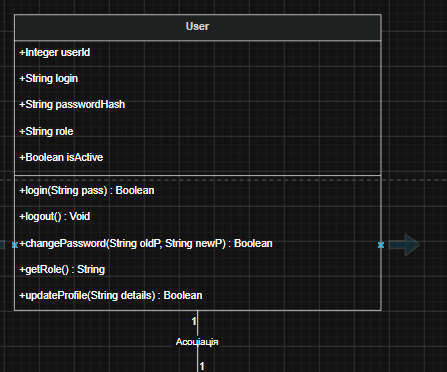 User
+Integer userId
+String login
+String passwordHash
+String role
+Boolean isActive
+login(String pass) : Boolean
+logout() : Void
+changePassword(String oldP, String newP) : Boolean
+getRole() : String
+updateProfile(String details) : Boolean
1
Асоціація
1